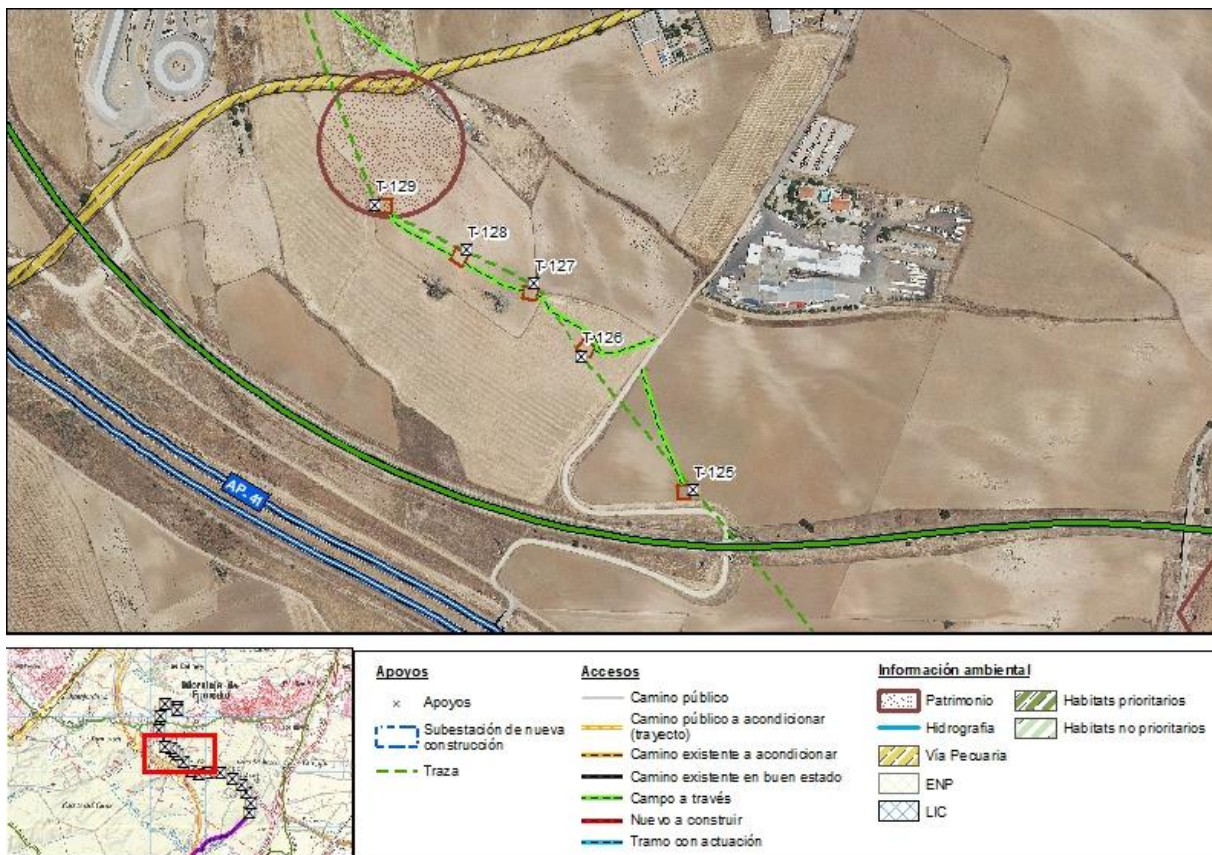 T-129
T-128
T-127
T-126
T-125
AP-41
Apoyos
Apoyos
Subestación de nueva
construcción
Traza
Accesos
Camino público
Camino público a acondicionar
(trayecto)
Camino existente a acondicionar
Camino existente en buen estado
Campo a través
Nuevo a construir
Tramo con actuación
Información ambiental
Patrimonio
Hidrografia
Vía Pecuaria
ENP
LIC
Habitats prioritarios
Habitats no prioritarios